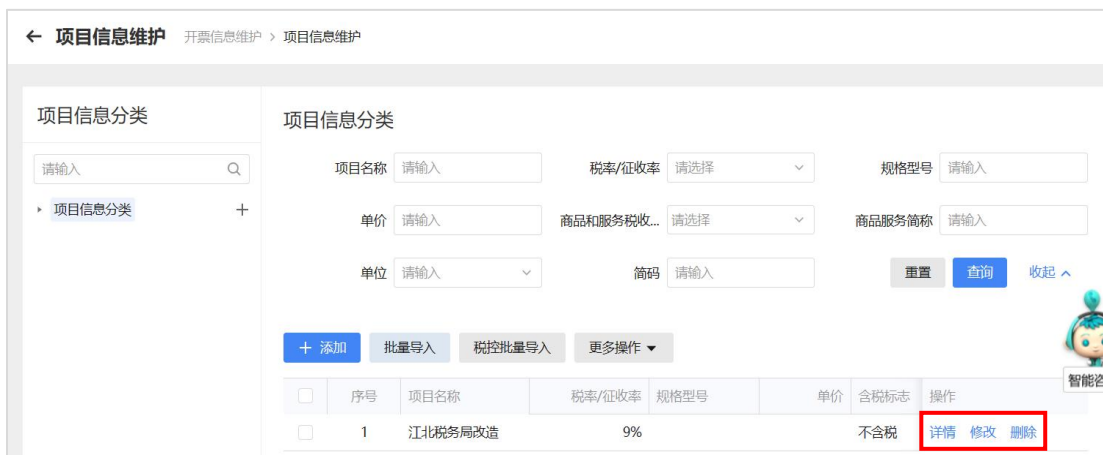 ← 项目信息维护 开票信息维护 > 项目信息维护
项目信息分类
请输入
项目信息分类 +
项目信息分类
项目名称 请输入 税率/征收率 请选择 规格型号 请输入
单价 请输入 商品和服务税收... 请选择 商品服务简称 请输入
单位 请输入 简码 请输入 重置 查询 收起
+ 添加 批量导入 税控批量导入 更多操作
智能咨
序号 项目名称 税率/征收率 规格型号 单价 含税标志 操作
1 江北税务局改造 9% 不含税 详情 修改 删除